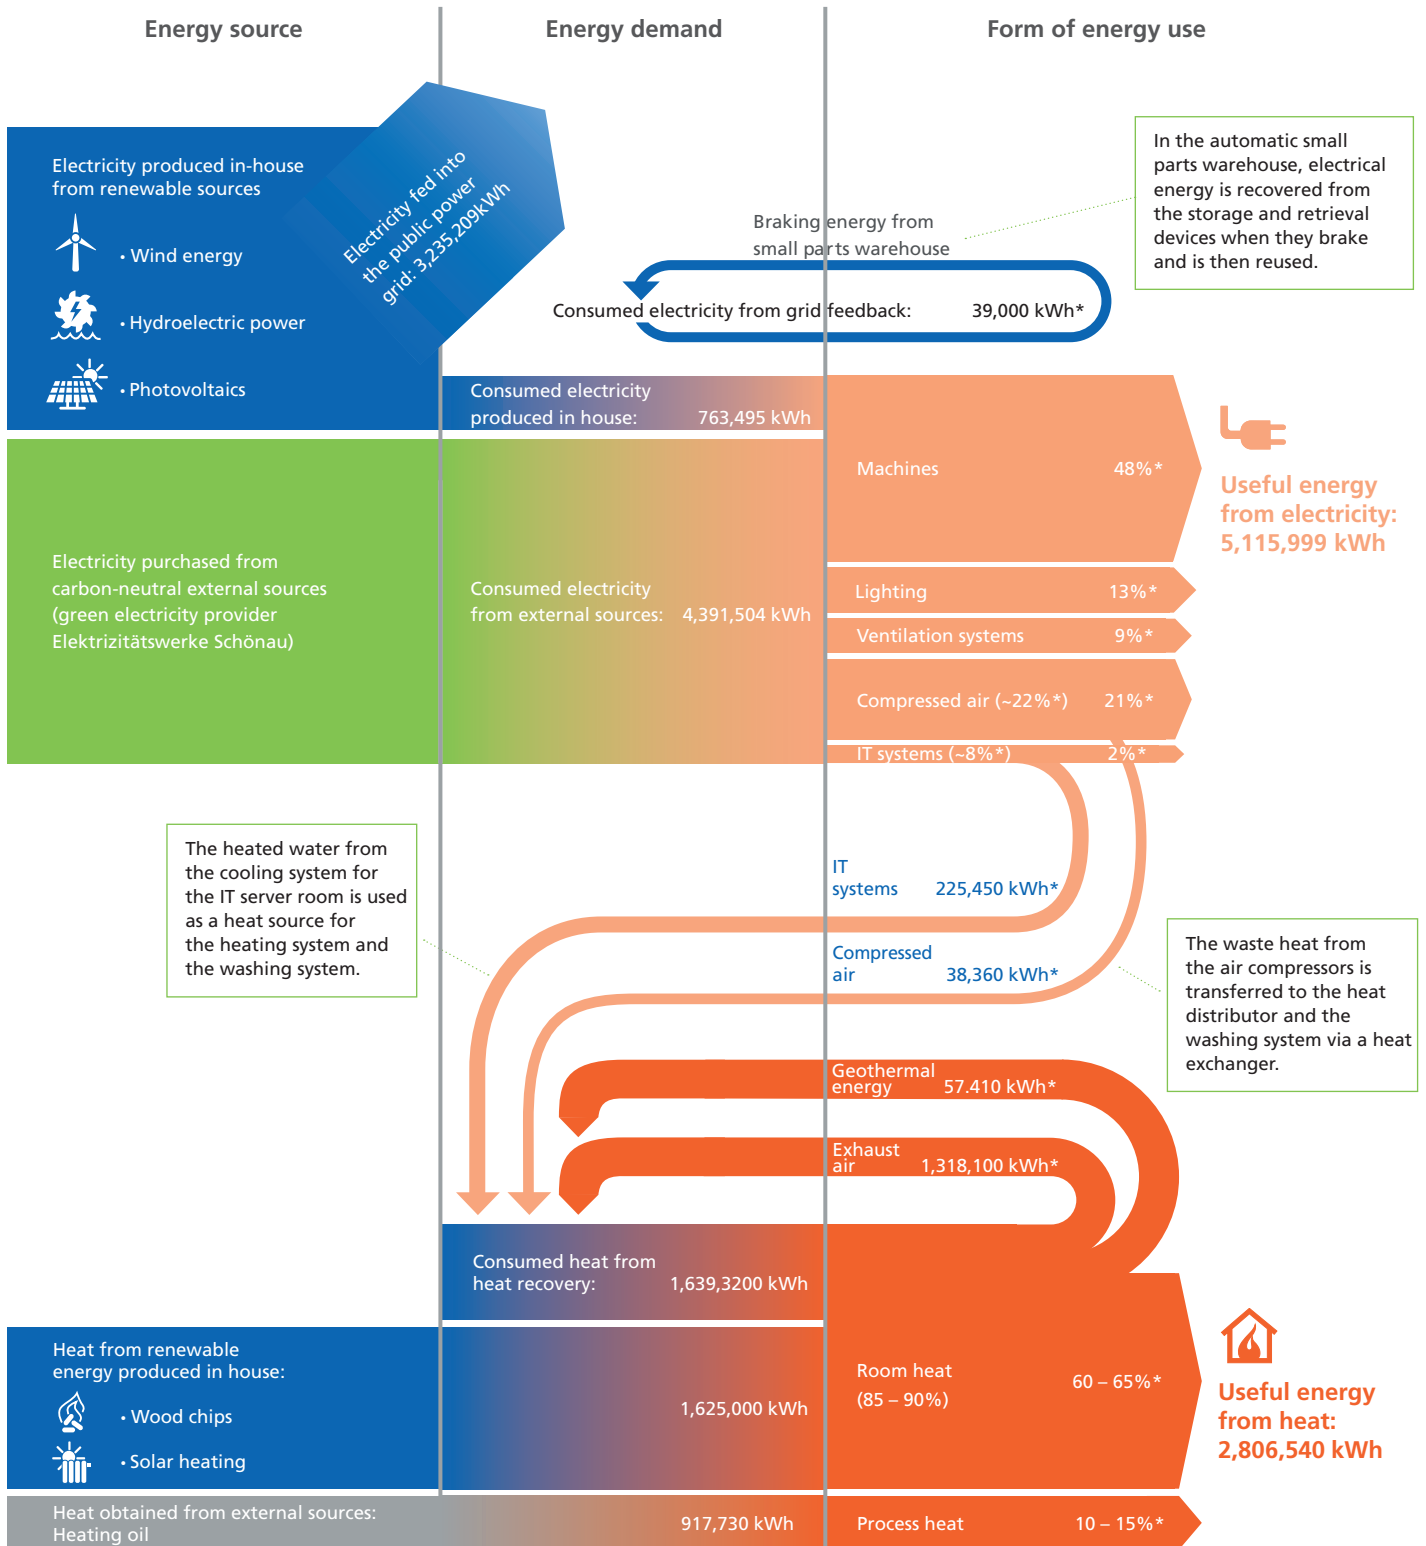 Energy source
Energy demand
Form of energy use
Electricity produced in-house
from renewable sources
• Wind energy
• Hydroelectric power
• Photovoltaics
Electricity fed into
the public power
grid: 3,235,209kWh
Braking energy from
small parts warehouse
In the automatic small
parts warehouse, electrical
energy is recovered from
the storage and retrieval
devices when they brake
and is then reused.
Consumed electricity from grid feedback: 39,000 kWh*
Consumed electricity
produced in house: 763,495 kWh
Electricity purchased from
carbon-neutral external sources
(green electricity provider
Elektrizitätswerke Schönau)
Consumed electricity
from external sources: 4,391,504 kWh
Machines 48%*
Lighting 13%*
Ventilation systems 9%*
Compressed air (~22%*) 21%*
IT systems (~8%*) 2%*
Useful energy
from electricity:
5,115,999 kWh
The heated water from
the cooling system for
the IT server room is used
as a heat source for
the heating system and
the washing system.
IT
systems 225,450 kWh*
Compressed
air 38,360 kWh*
The waste heat from
the air compressors is
transferred to the heat
distributor and the
washing system via a heat
exchanger.
Geothermal
energy 57.410 kWh*
Exhaust
air 1,318,100 kWh*
Consumed heat from
heat recovery: 1,639,3200 kWh
Heat from renewable
energy produced in house:
• Wood chips
• Solar heating
1,625,000 kWh
Room heat
(85 – 90%)
60 – 65%*
Useful energy
from heat:
2,806,540 kWh
Heat obtained from external sources:
Heating oil
917,730 kWh
Process heat 10 – 15%*